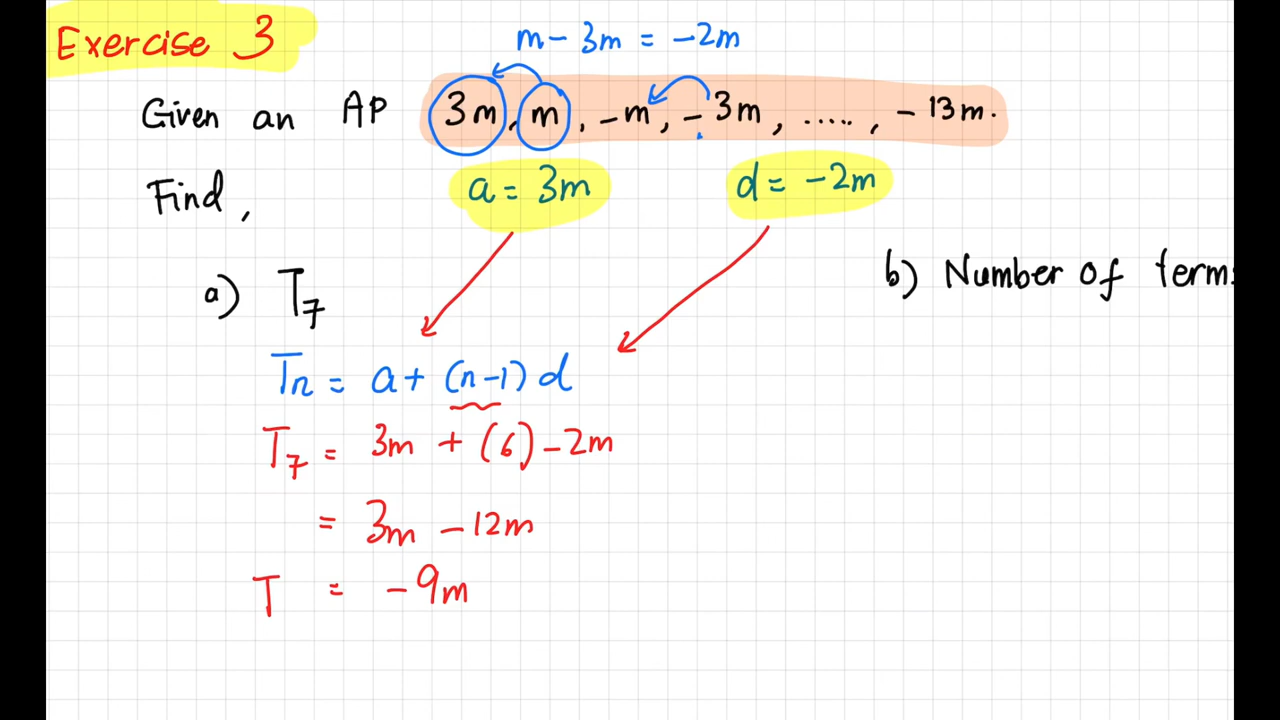 Exercise 3
m - 3m = -2m
Given an AP 3m, m, -m, -3m, ....., -13m.
Find, a = 3m d = -2m
a) T7
b) Number of term
Tn = a + (n-1) d
T7 = 3m + (6) -2m
= 3m - 12m
T = -9m